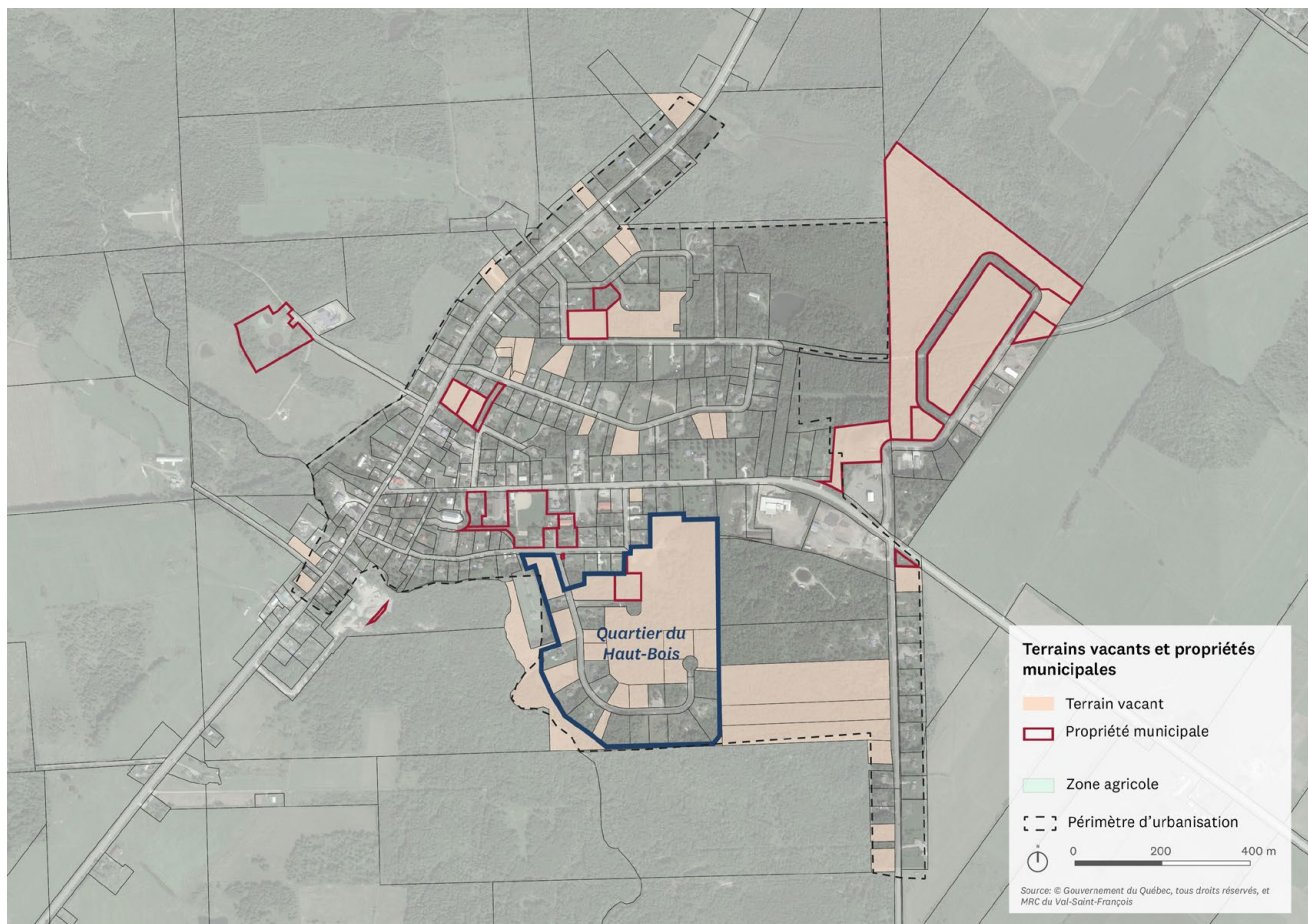 Quartier du
Haut-Bois
Terrains vacants et propriétés
municipales
Terrain vacant
Propriété municipale
Zone agricole
Périmètre d'urbanisation
0 200 400 m
Source: © Gouvernement du Québec, tous droits réservés, et
MRC du Val-Saint-François